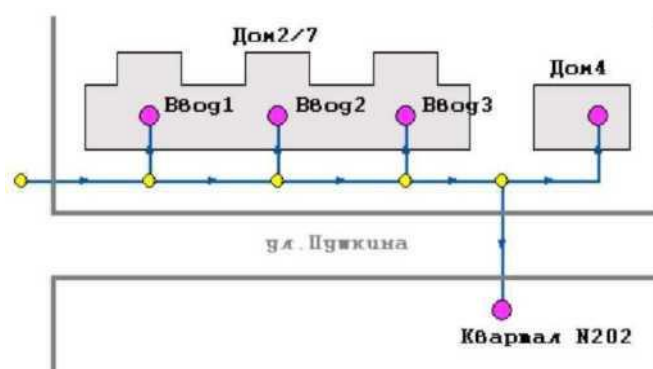 Дом2/7
Дом4
Ввод1
Ввод2
Ввод3
ул.Пушкина
Квартал N202